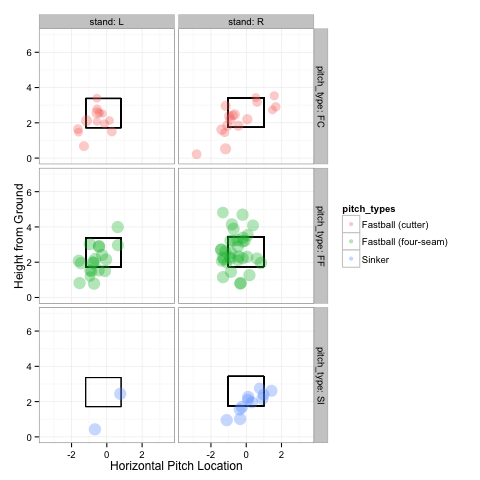 stand: L
stand: R
6
4
2
0
pitch_type: FC
6
4
2
0
pitch_type: FF
6
4
2
0
pitch_type: SI
-2
0
2
-2
0
2
Horizontal Pitch Location
Height from Ground
pitch_types
Fastball (cutter)
Fastball (four-seam)
Sinker